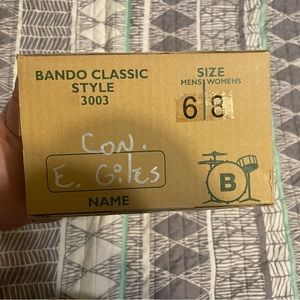 BANDO CLASSIC
STYLE
3003
SIZE
MENS WOMENS
6 8
CON.
E. Giles
NAME
B